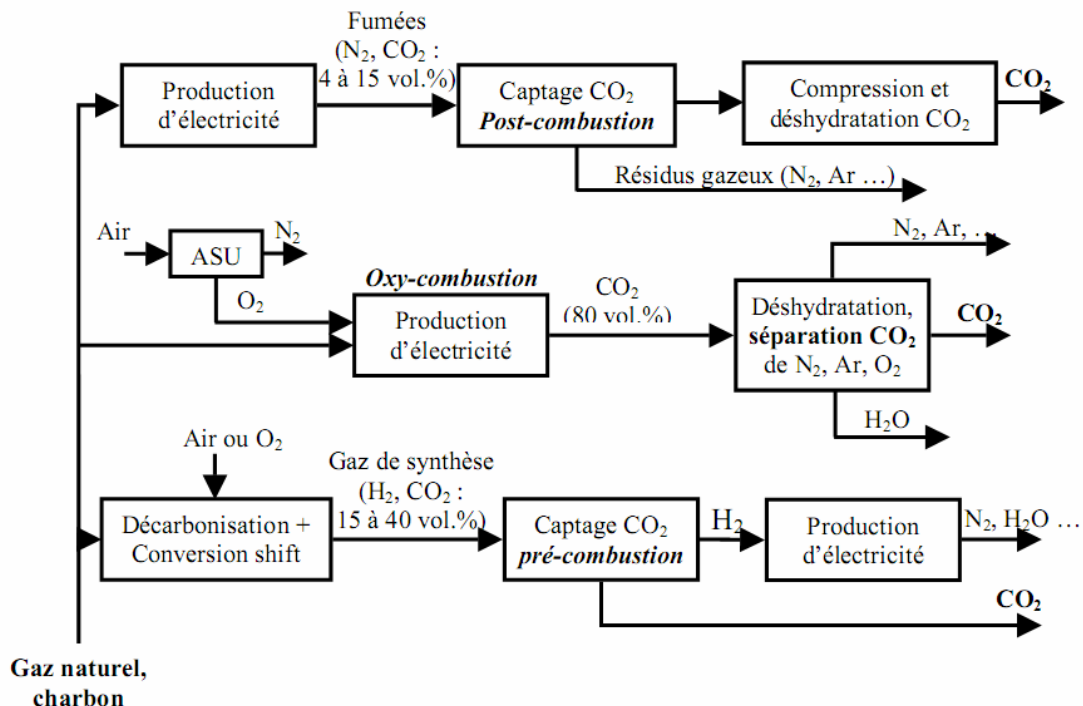 Fumées
(N₂, CO₂ :
4 à 15 vol.%)
Production
d'électricité
Captage CO₂
Post-combustion
Compression et
déshydratation CO₂
CO₂
Résidus gazeux (N₂, Ar ...)
Air
ASU
N₂
O₂
Oxy-combustion
Production
d'électricité
CO₂
(80 vol.%)
N₂, Ar, ...
Déshydratation,
séparation CO₂
de N₂, Ar, O₂
CO₂
H₂O
Air ou O₂
Décarbonisation +
Conversion shift
Gaz de synthèse
(H₂, CO₂ :
15 à 40 vol.%)
Captage CO₂
pré-combustion
H₂
Production
d'électricité
N₂, H₂O ...
CO₂
Gaz naturel,
charbon